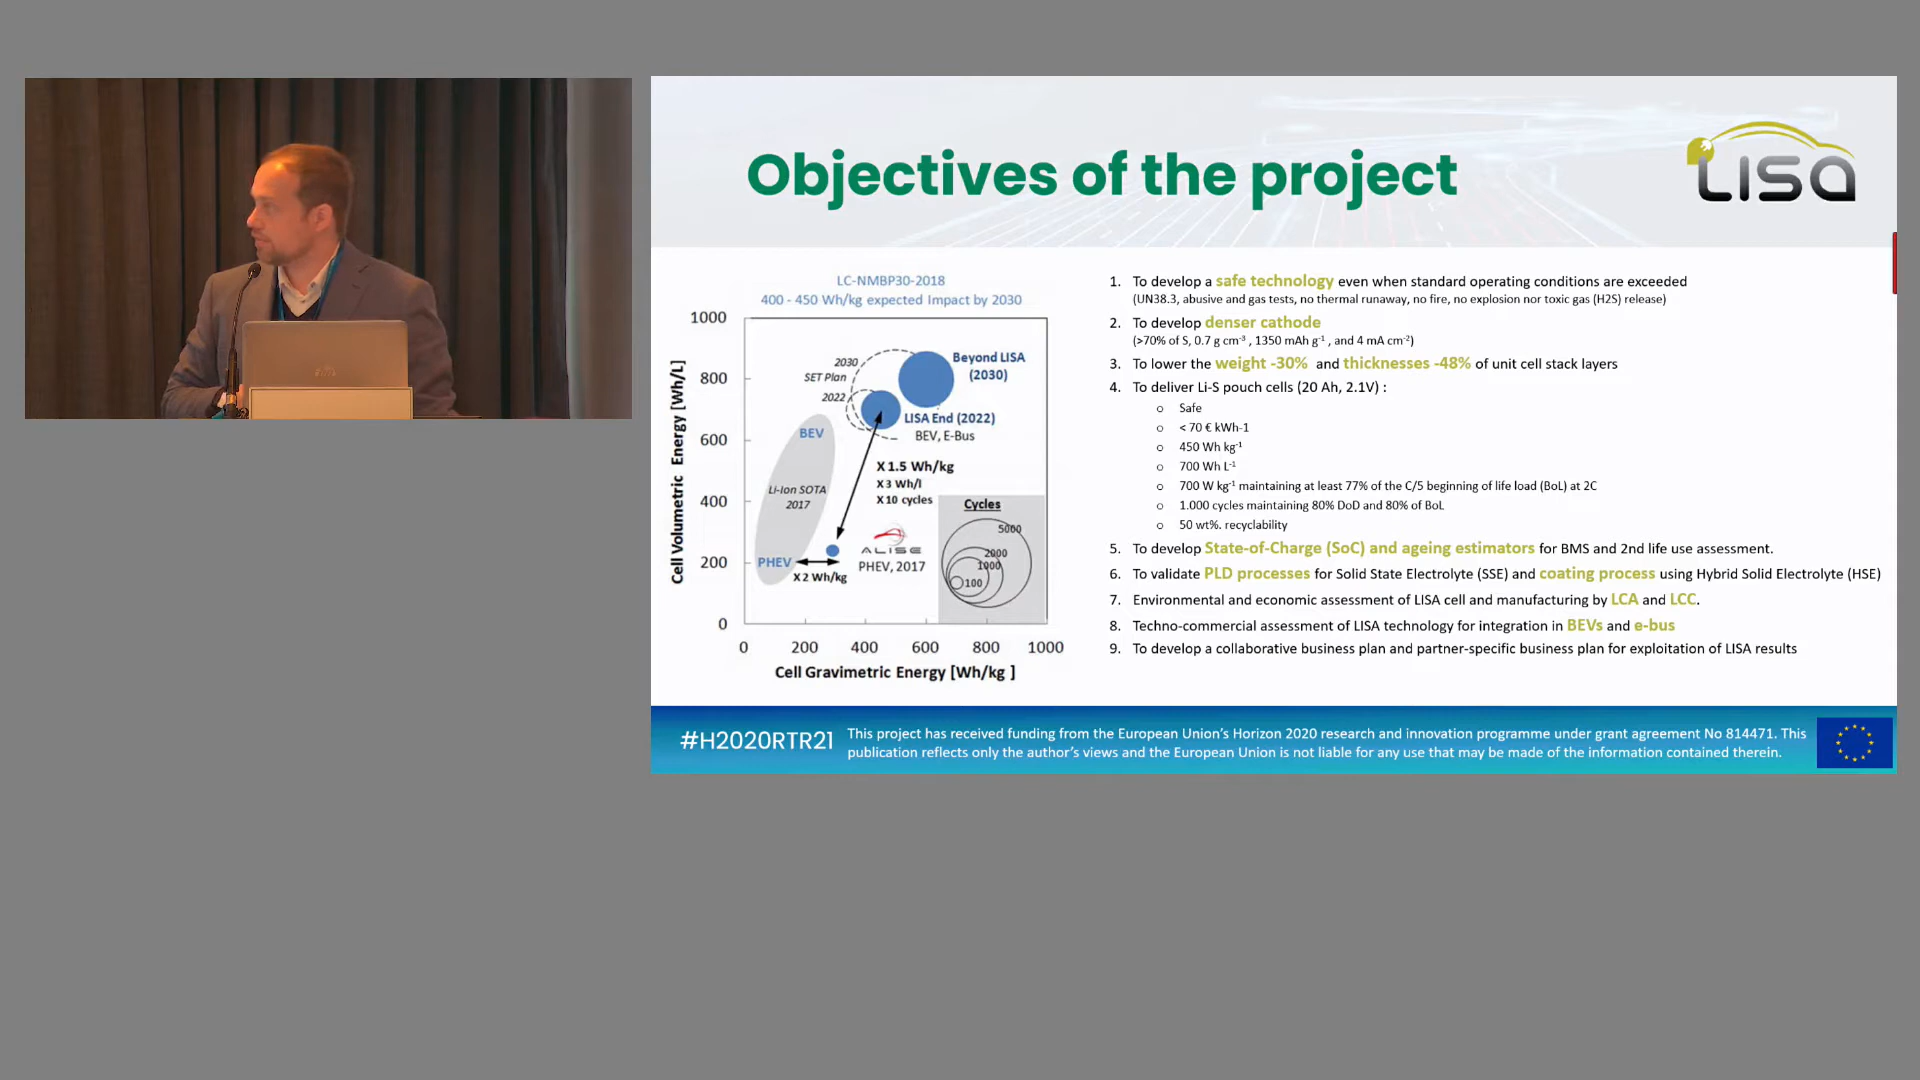 Objectives of the project
LISA
LC-NMBP30-2018
400 - 450 Wh/kg expected Impact by 2030
Cell Volumetric Energy [Wh/L]
1000
800
600
400
200
0
0 200 400 600 800 1000
Cell Gravimetric Energy [Wh/kg ]
2030
SET Plan
2022
Beyond LISA
(2030)
LISA End (2022)
BEV, E-Bus
BEV
Li-Ion SOTA
2017
X 1.5 Wh/kg
X 3 Wh/l
X 10 cycles
PHEV
X 2 Wh/kg
ALISE
PHEV, 2017
Cycles
5000
2000
1000
100
1. To develop a safe technology even when standard operating conditions are exceeded
(UN38.3, abusive and gas tests, no thermal runaway, no fire, no explosion nor toxic gas (H2S) release)
2. To develop denser cathode
(>70% of S, 0.7 g cm⁻³ , 1350 mAh g⁻¹ , and 4 mA cm⁻²)
3. To lower the weight -30% and thicknesses -48% of unit cell stack layers
4. To deliver Li-S pouch cells (20 Ah, 2.1V) :
o Safe
o < 70 € kWh-1
o 450 Wh kg⁻¹
o 700 Wh L⁻¹
o 700 W kg⁻¹ maintaining at least 77% of the C/5 beginning of life load (BoL) at 2C
o 1.000 cycles maintaining 80% DoD and 80% of BoL
o 50 wt%. recyclability
5. To develop State-of-Charge (SoC) and ageing estimators for BMS and 2nd life use assessment.
6. To validate PLD processes for Solid State Electrolyte (SSE) and coating process using Hybrid Solid Electrolyte (HSE)
7. Environmental and economic assessment of LISA cell and manufacturing by LCA and LCC.
8. Techno-commercial assessment of LISA technology for integration in BEVs and e-bus
9. To develop a collaborative business plan and partner-specific business plan for exploitation of LISA results
#H2020RTR21
This project has received funding from the European Union's Horizon 2020 research and innovation programme under grant agreement No 814471. This
publication reflects only the author's views and the European Union is not liable for any use that may be made of the information contained therein.